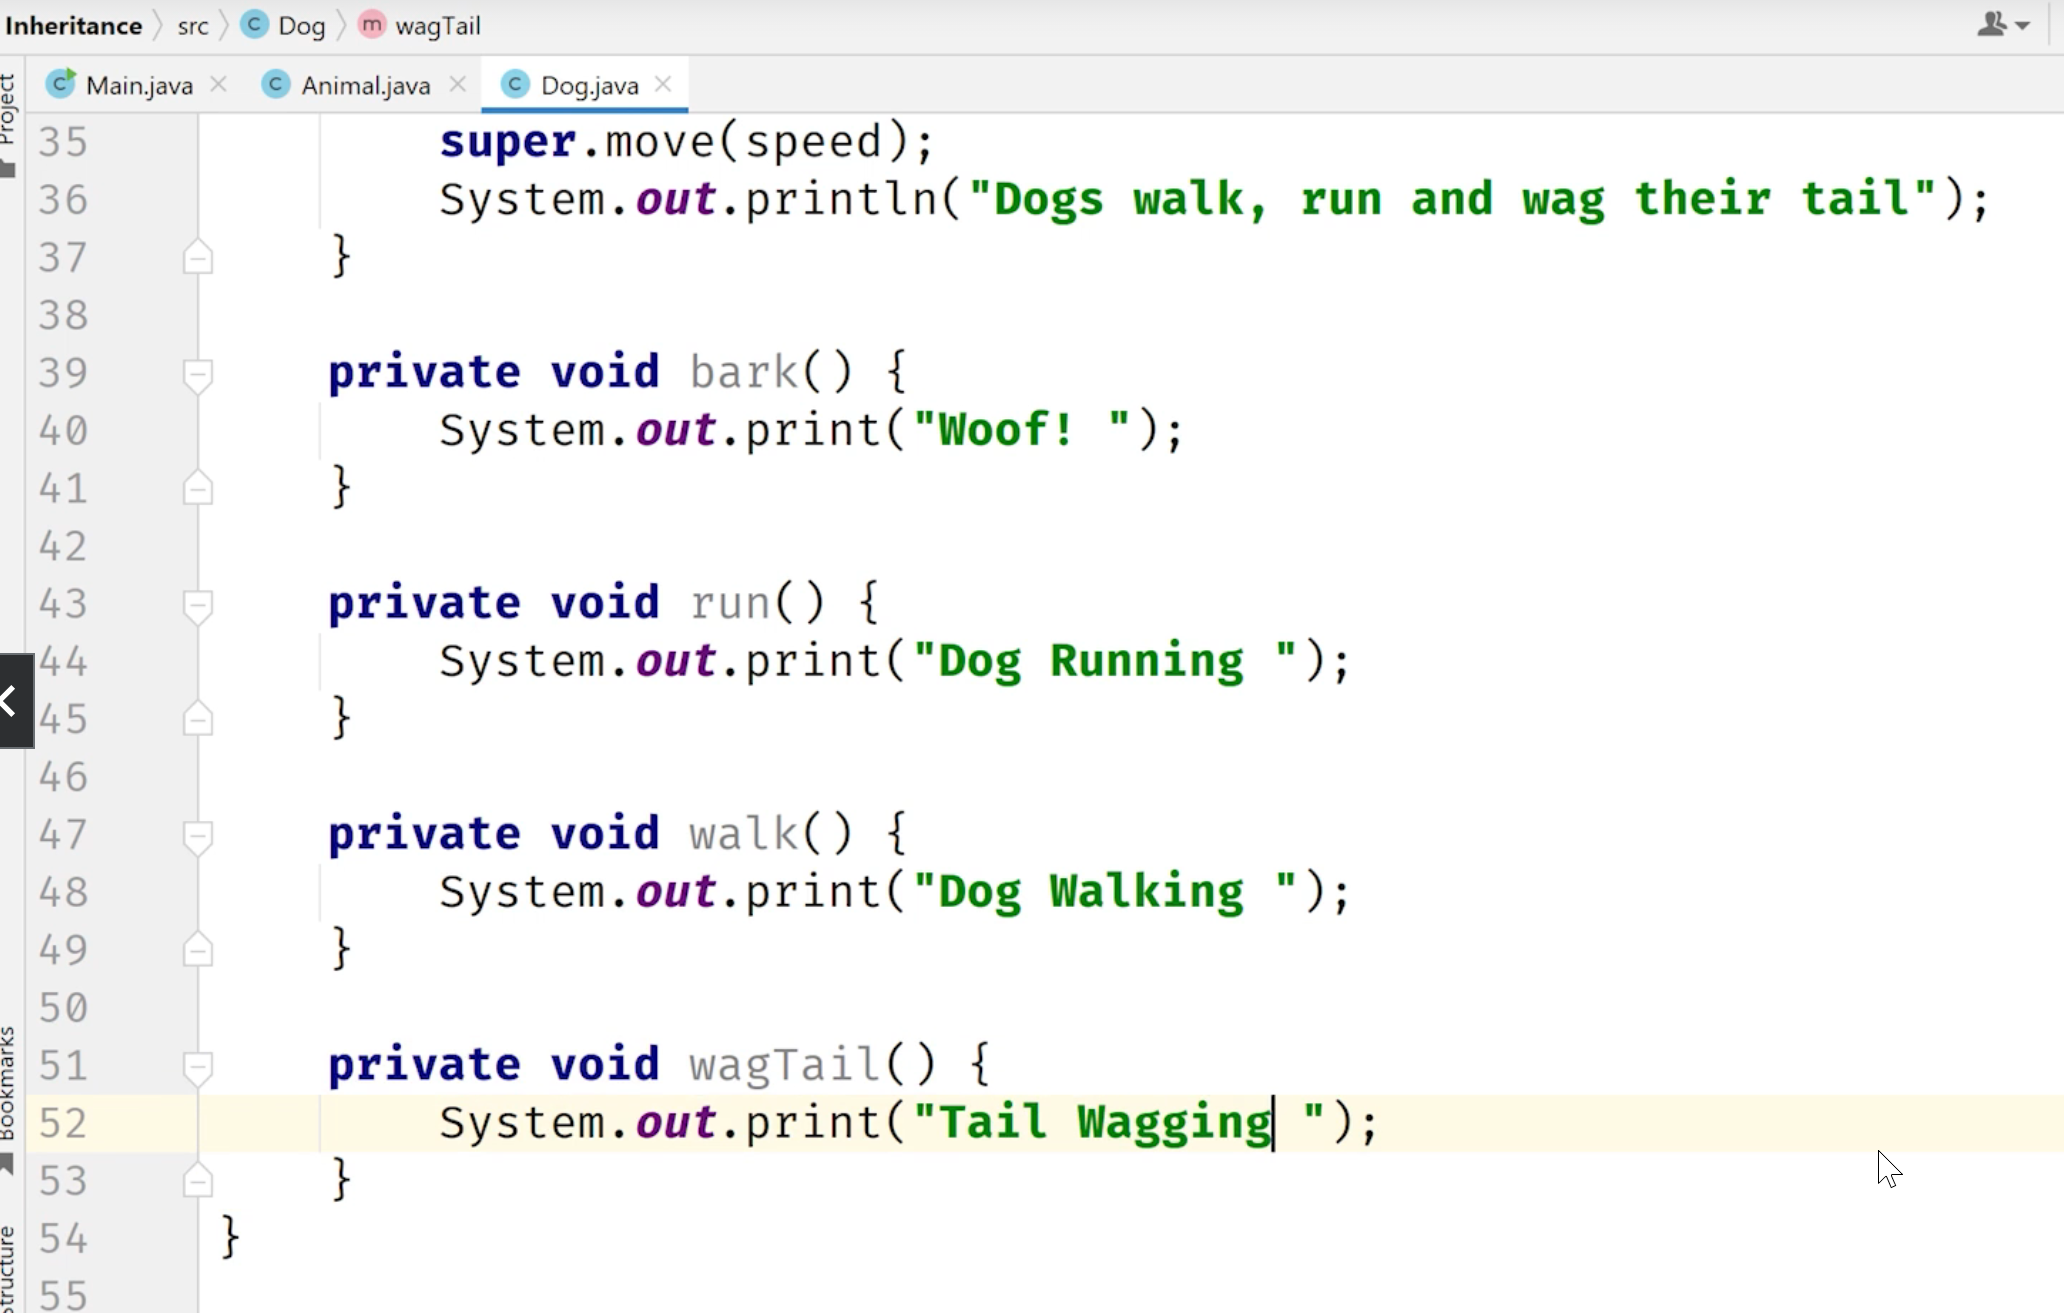 Inheritance src C Dog m wagTail
Project
C Main.java C Animal.java C Dog.java
35 super.move(speed);
36 System.out.println("Dogs walk, run and wag their tail");
37 }
38
39 private void bark() {
40 System.out.print("Woof! ");
41 }
42
43 private void run() {
44 System.out.print("Dog Running ");
45 }
46
47 private void walk() {
48 System.out.print("Dog Walking ");
49 }
50
51 private void wagTail() {
52 System.out.print("Tail Wagging ");
53 }
54 }
55
Bookmarks
Structure